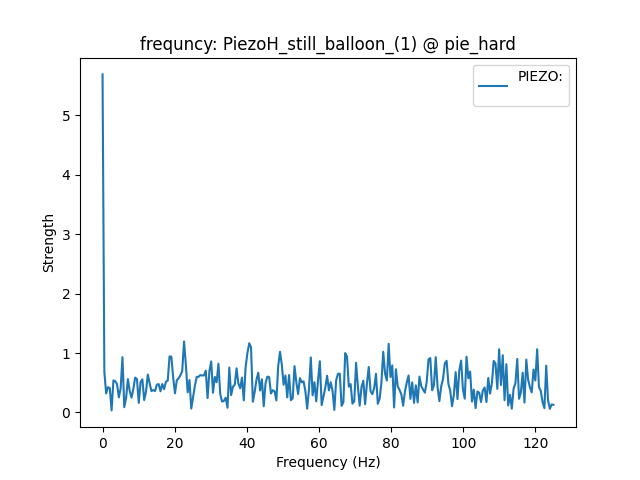 frequncy: PiezoH_still_balloon_(1) @ pie_hard
PIEZO:
Strength
5
4
3
2
1
0
0 20 40 60 80 100 120
Frequency (Hz)